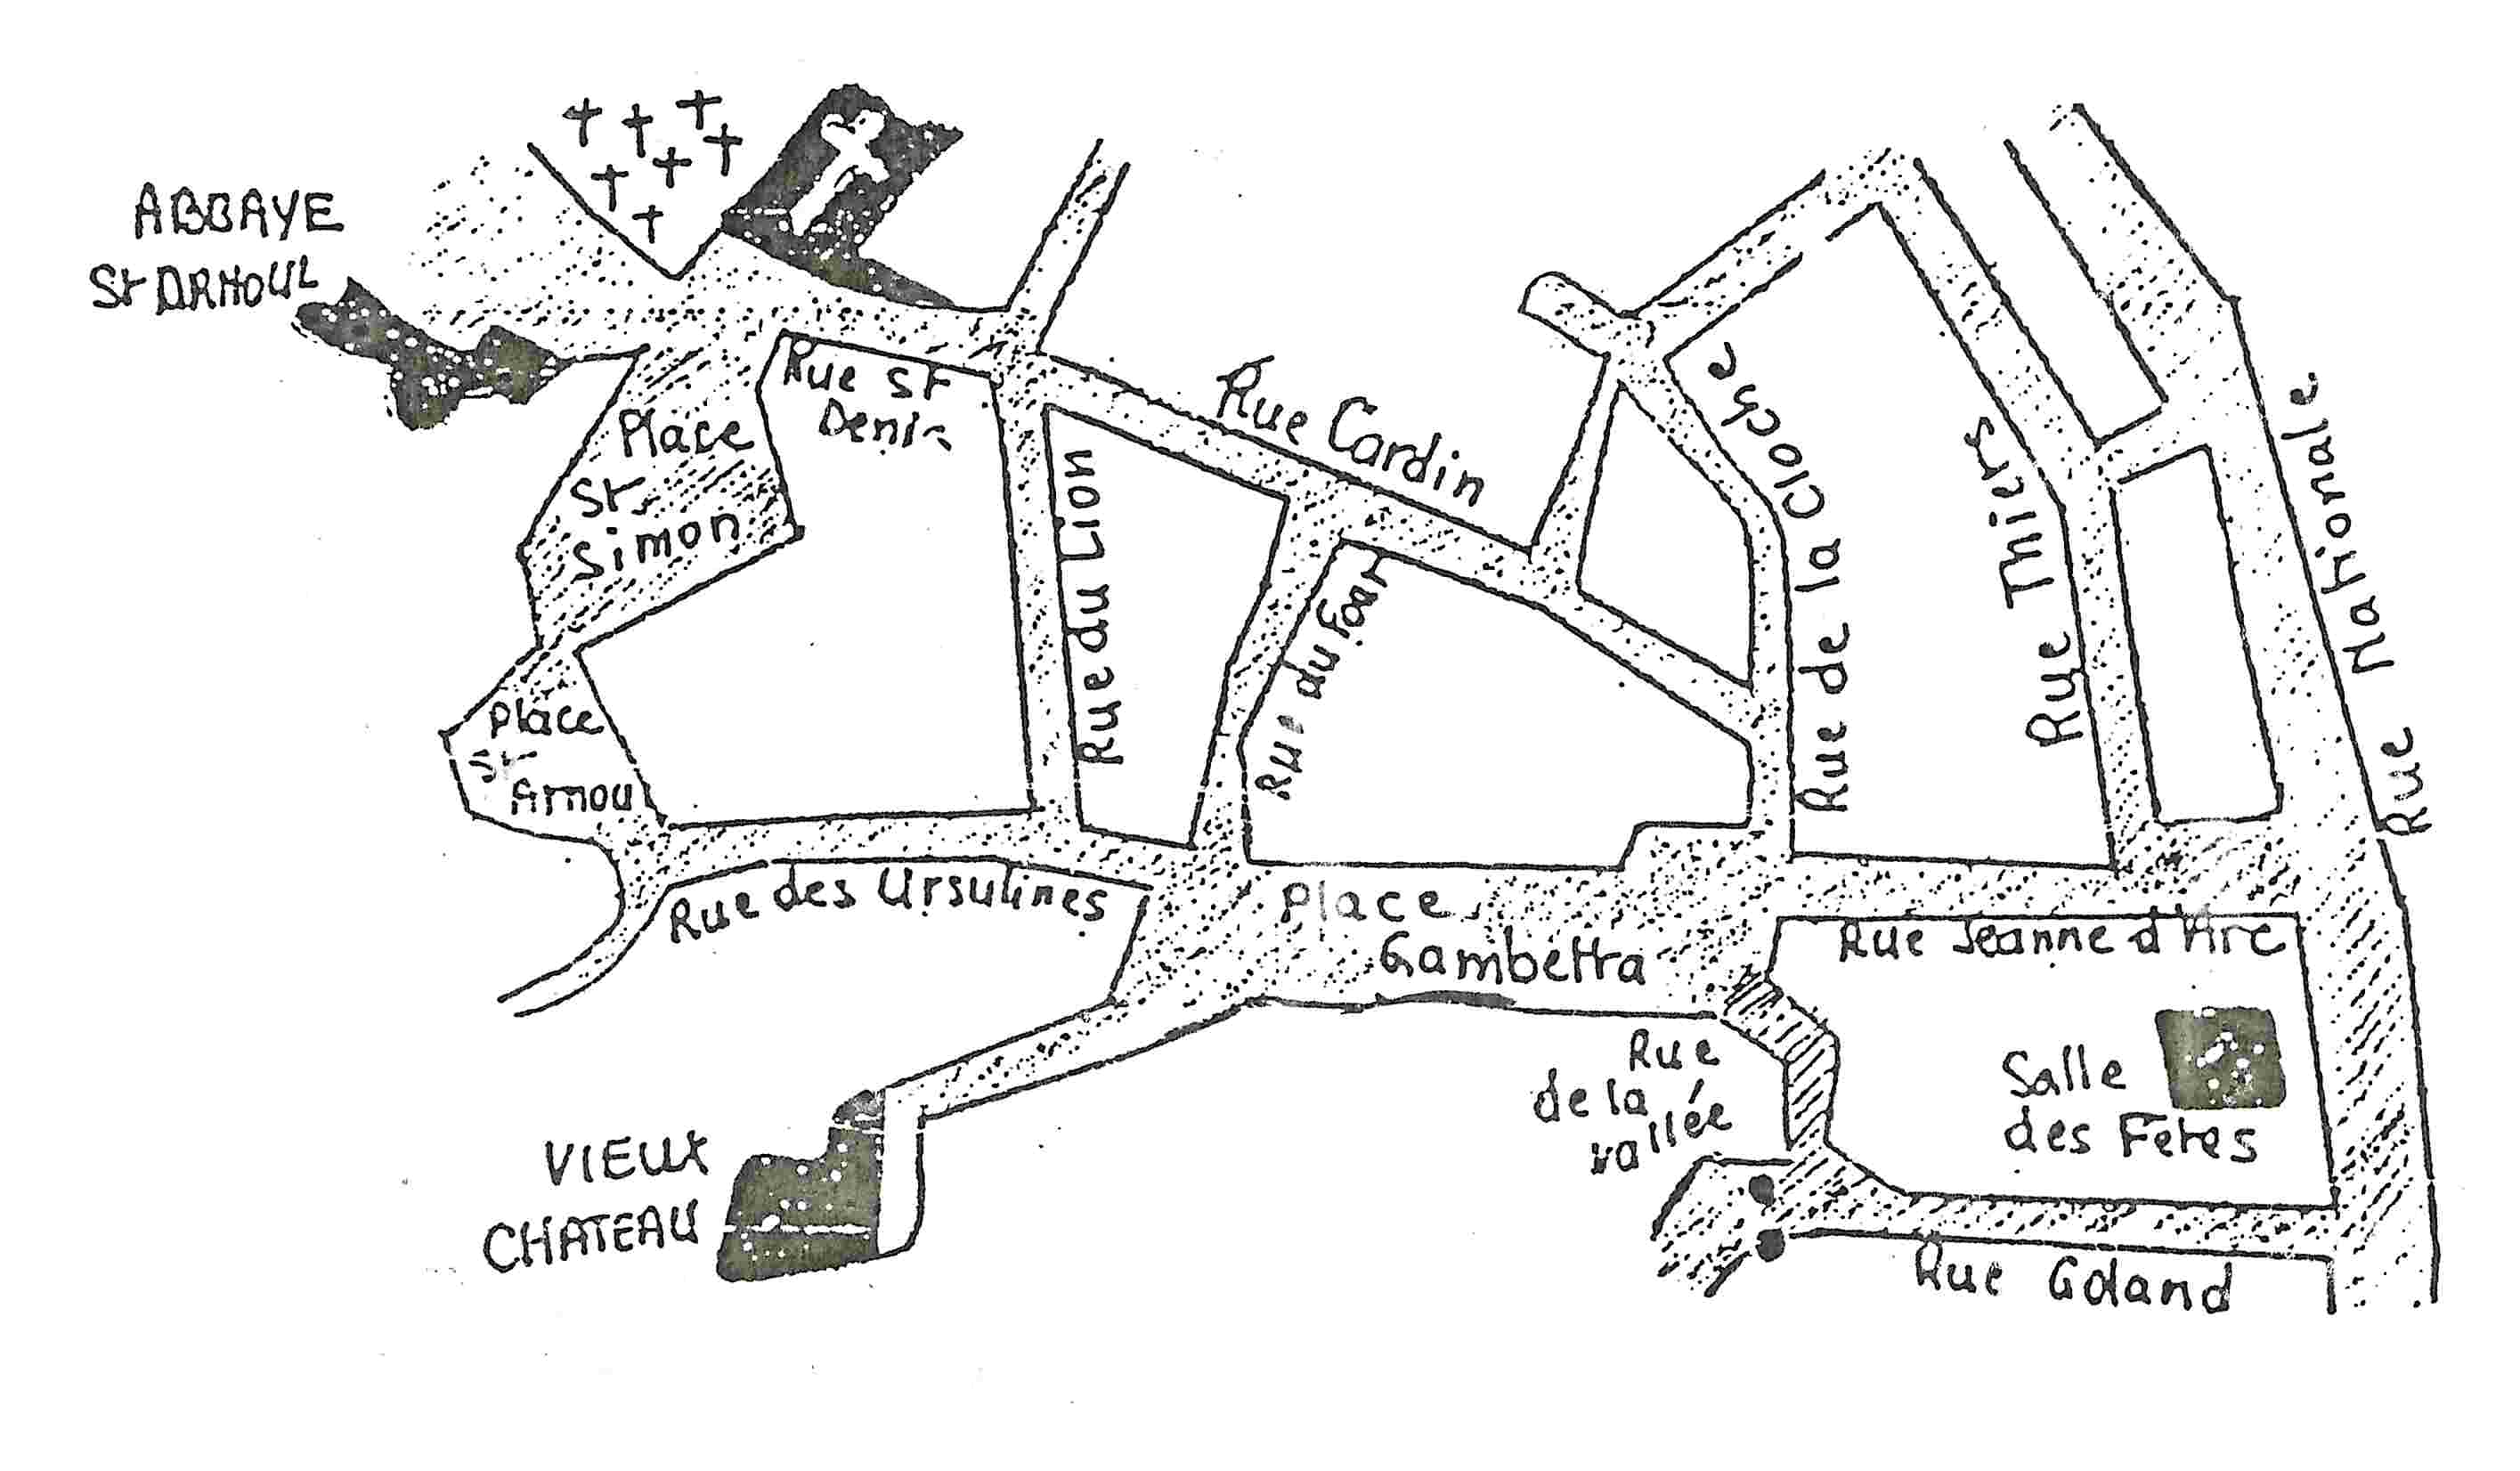 ABBAYE
St ARNOUL
Place
St
Simon
Rue St
Denis
Rue du Lion
Rue Cardin
Rue du Four
Rue de la Cloche
Rue Thiers
Rue Nationale
Place
St
Arnoul
Rue des Ursulines
Place
Gambetta
Rue Jeanne d'Arc
Rue
de la
vallée
Salle
des Fetes
VIEUX
CHATEAU
Rue Goland